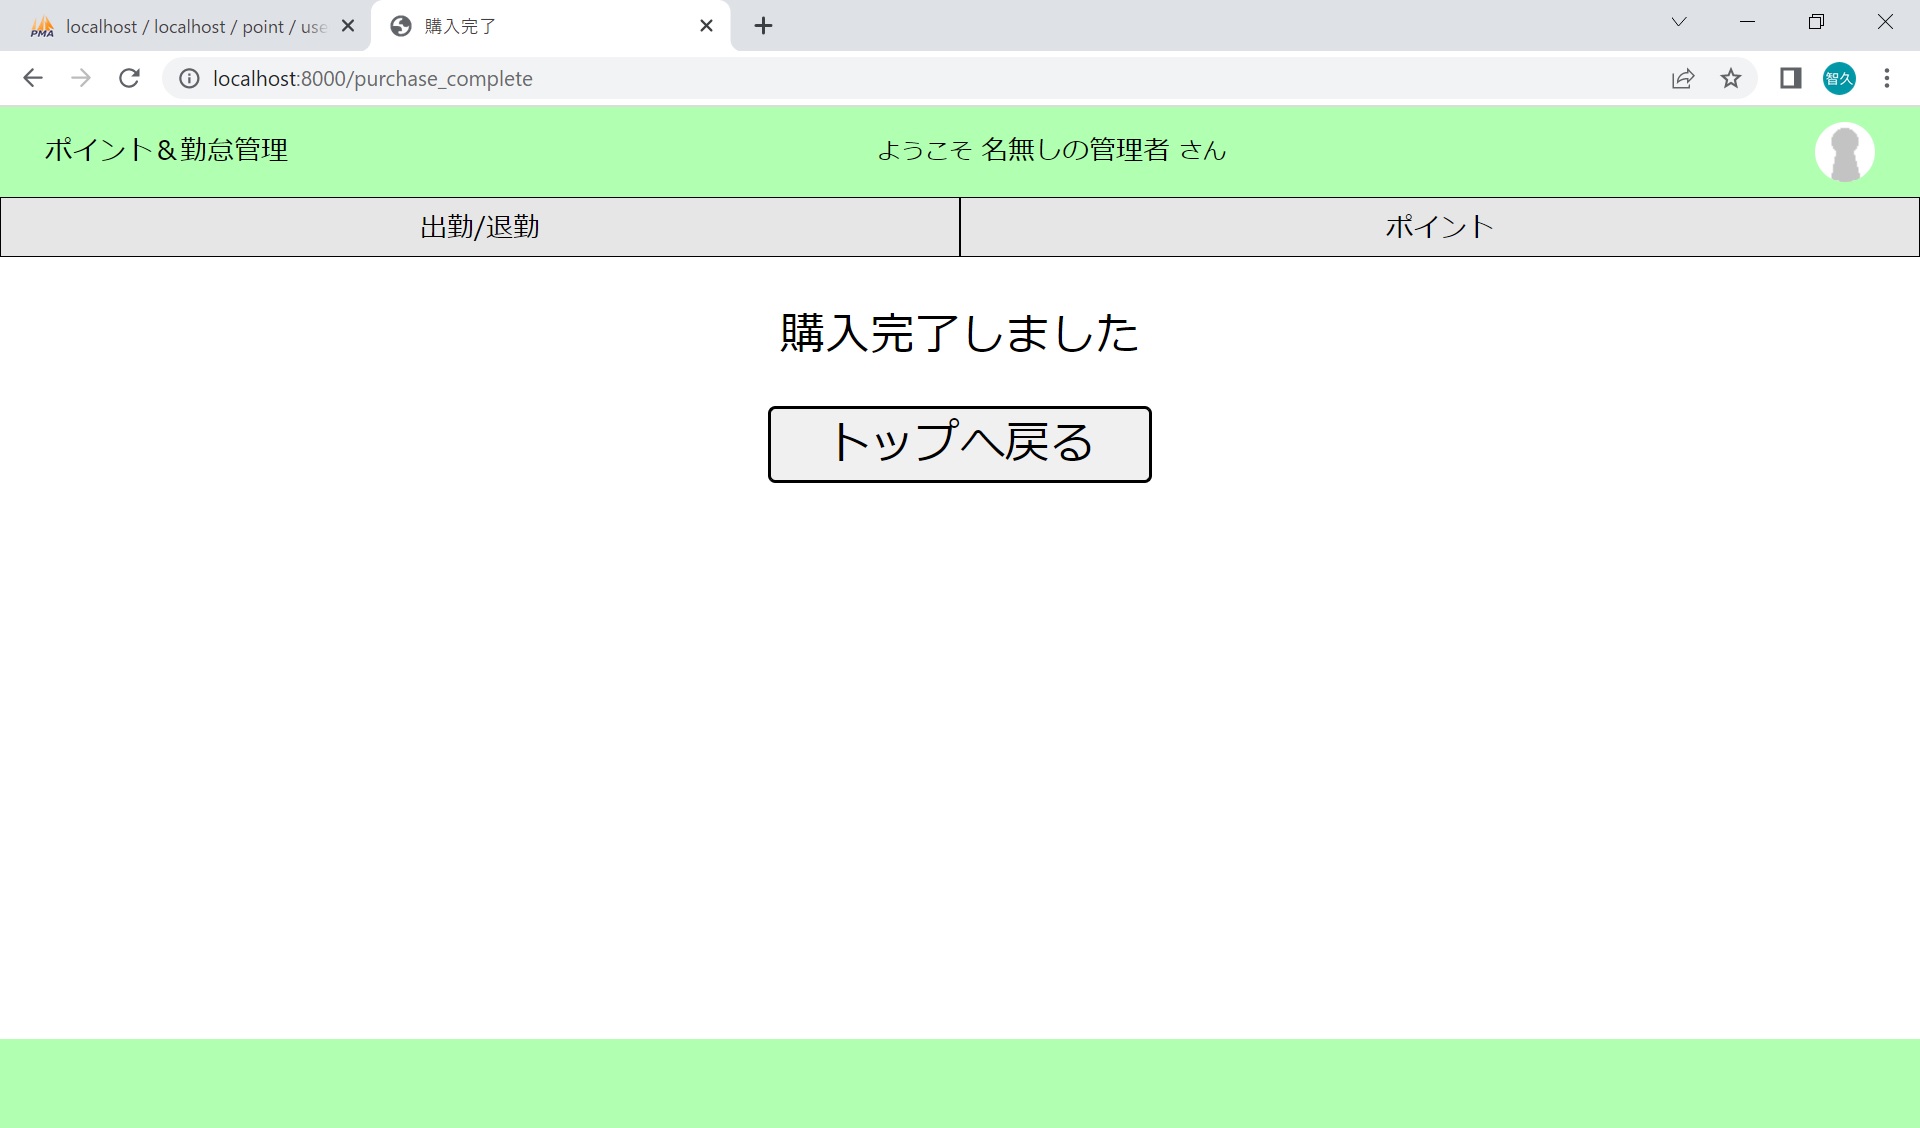 PMA
localhost / localhost / point / use
購入完了
localhost:8000/purchase_complete
智久
ポイント＆勤怠管理
ようこそ 名無しの管理者 さん
出勤/退勤
ポイント
購入完了しました
トップへ戻る